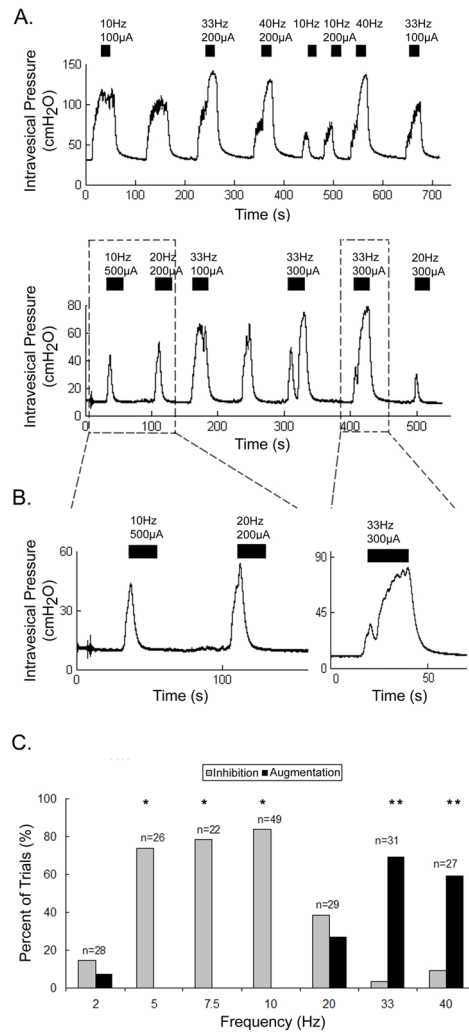 A.
10Hz 33Hz 40Hz 10Hz 10Hz 40Hz 33Hz
100µA 200µA 200µA 200µA 100µA
150
100
50
0
Intravesical Pressure
(cmH2O)
0 100 200 300 400 500 600 700
Time (s)
10Hz 20Hz 33Hz 33Hz 33Hz 20Hz
500µA 200µA 100µA 300µA 300µA 300µA
80
60
40
20
0
Intravesical Pressure
(cmH2O)
0 100 200 300 400 500
Time (s)
B.
10Hz 20Hz 33Hz
500µA 200µA 300µA
60
30
0
Intravesical Pressure
(cmH2O)
0 100
Time (s)
90
45
0
0 50
Time (s)
C.
Inhibition Augmentation
100
80
60
40
20
0
Percent of Trials (%)
* * * ** **
n=28 n=26 n=22 n=49 n=29 n=31 n=27
2 5 7.5 10 20 33 40
Frequency (Hz)